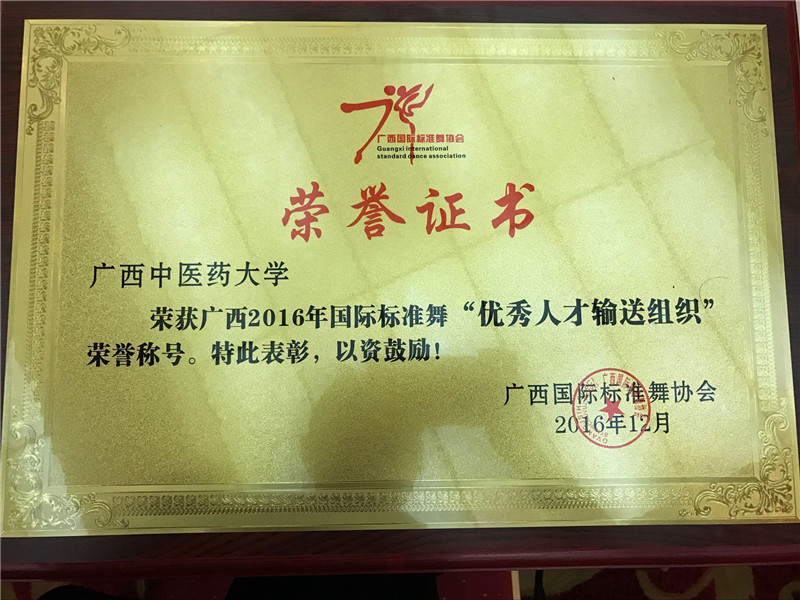 广西国际标准舞协会
Guangxi international
standard dance association
荣誉证书
广西中医药大学
荣获广西2016年国际标准舞“优秀人才输送组织”
荣誉称号。特此表彰，以资鼓励！
广西国际标准舞协会
2016年12月